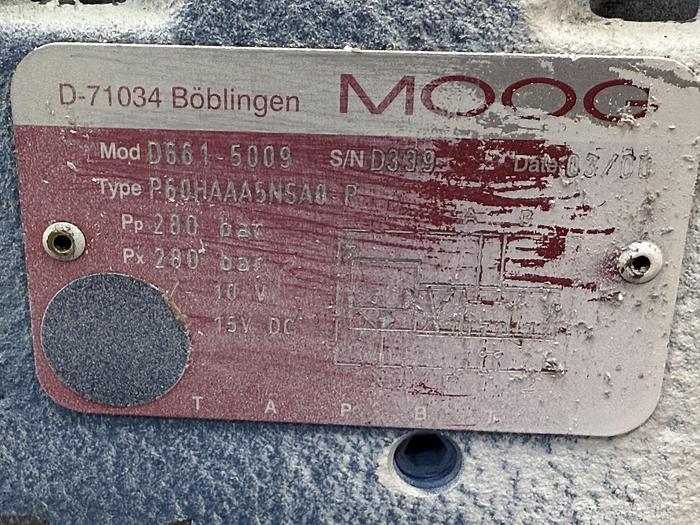 D-71034 Böblingen MOOG
Mod D661-5009 S/N D339 Date 03/00
Type P60HAAA5NSA0-P
Pp 280 bar A B
Px 280 bar
10 V
15V DC
T A P B